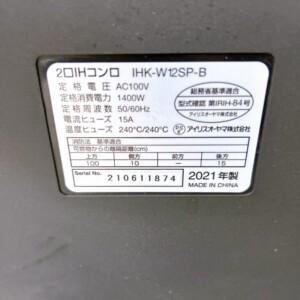 2口IHコンロ IHK-W12SP-B
定格電圧 AC100V
定格消費電力 1400W
定格周波数 50/60Hz
電流ヒューズ 15A
温度ヒューズ 240℃/240℃
総務省基準適合
型式確認 第IRIH-84号
アイリスオーヤマ株式会社
アイリスオーヤマ株式会社
消防法 基準適合
可燃物からの離隔距離(cm)
上方 側方 前方 後方
100 10 - 15
Serial No. 210611874
2021年製
MADE IN CHINA